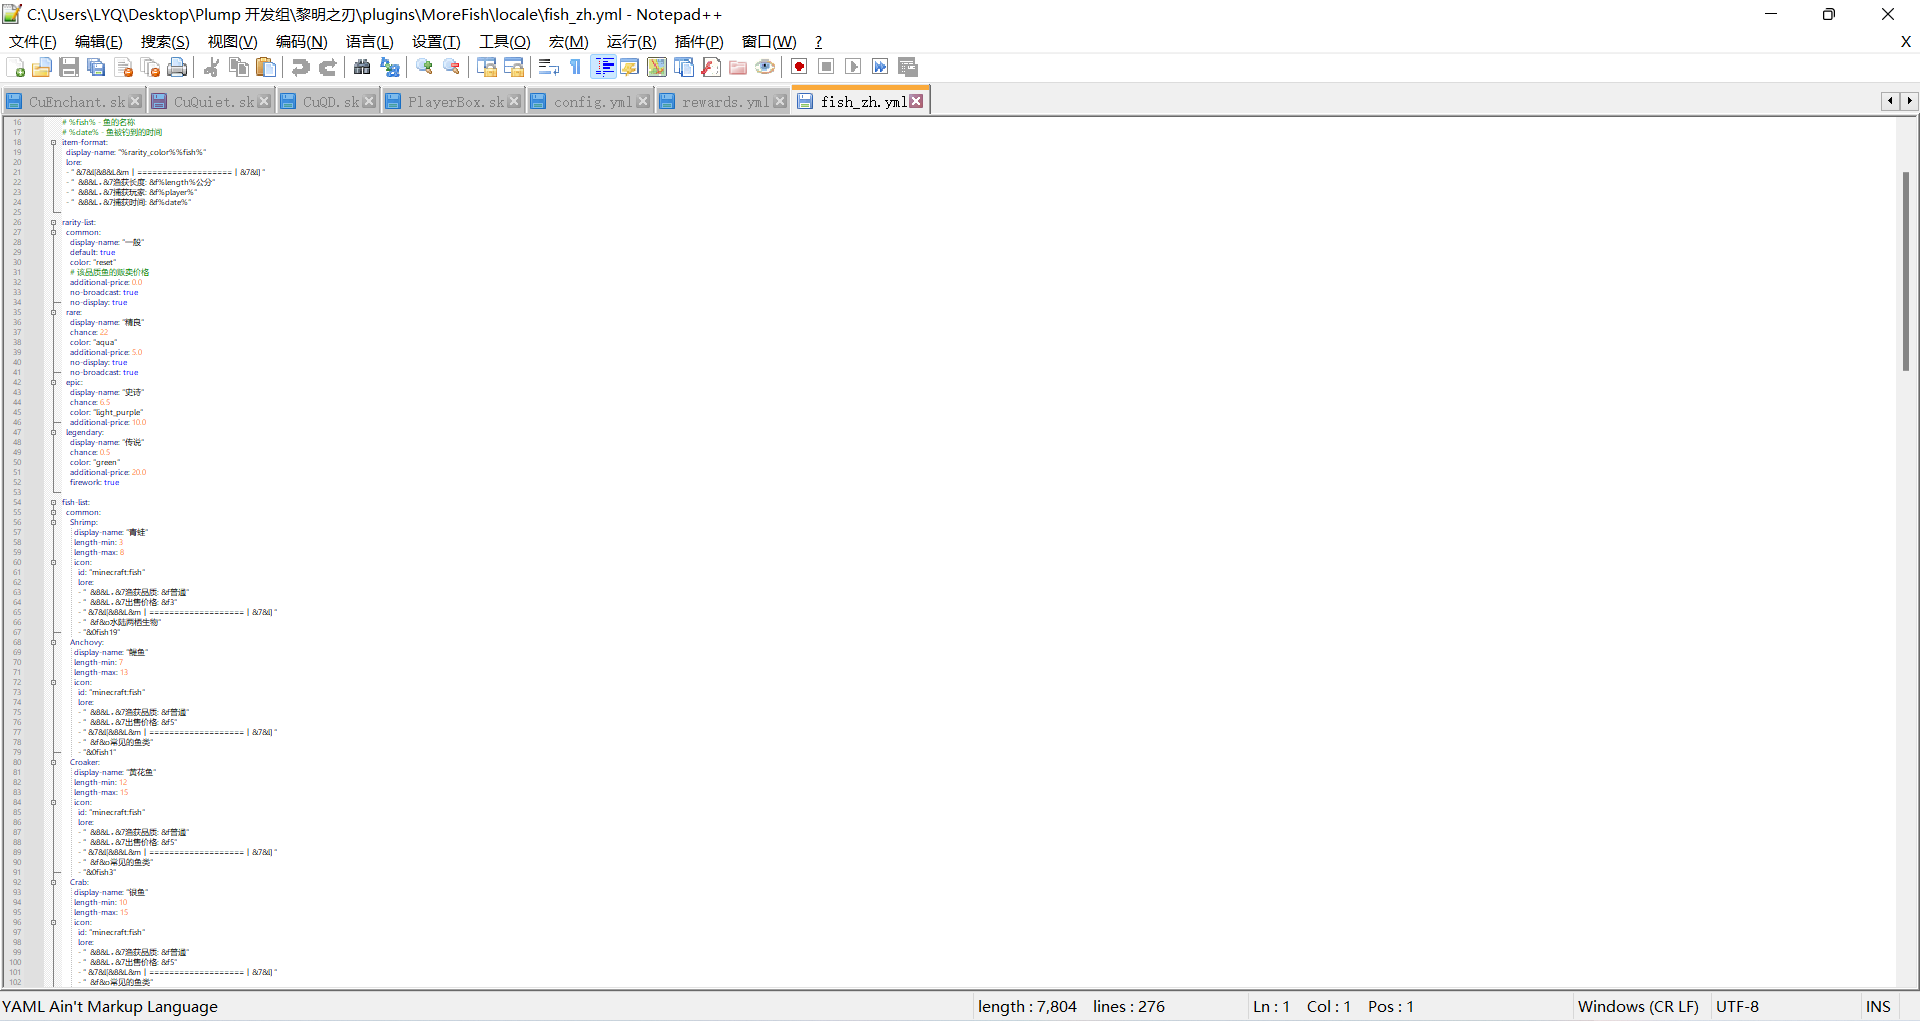 C:\Users\LYQ\Desktop\Plump 开发组\黎明之刃\plugins\MoreFish\locale\fish_zh.yml - Notepad++
文件(F) 编辑(E) 搜索(S) 视图(V) 编码(N) 语言(L) 设置(T) 工具(O) 宏(M) 运行(R) 插件(P) 窗口(W) ? X
CuEnchant.sk CuQuiet.sk CuQD.sk PlayerBox.sk config.yml rewards.yml fish_zh.yml
16 # %fish% - 鱼的名称
17 # %date% - 鱼被钓到的时间
18 item-format:
19 display-name: "%rarity_color%%fish%"
20 lore:
21 - " &7&l[&8&L&m┃===================┃&7&l] "
22 - " &8&L，&7渔获长度: &f%length%公分"
23 - " &8&L，&7捕获玩家: &f%player%"
24 - " &8&L，&7捕获时间: &f%date%"
25
26 rarity-list:
27 common:
28 display-name: "一般"
29 default: true
30 color: "reset"
31 # 该品质鱼的贩卖价格
32 additional-price: 0.0
33 no-broadcast: true
34 no-display: true
35 rare:
36 display-name: "精良"
37 chance: 22
38 color: "aqua"
39 additional-price: 5.0
40 no-display: true
41 no-broadcast: true
42 epic:
43 display-name: "史诗"
44 chance: 6.5
45 color: "light_purple"
46 additional-price: 10.0
47 legendary:
48 display-name: "传说"
49 chance: 0.5
50 color: "green"
51 additional-price: 20.0
52 firework: true
53
54 fish-list:
55 common:
56 Shrimp:
57 display-name: "青蛙"
58 length-min: 3
59 length-max: 8
60 icon:
61 id: "minecraft:fish"
62 lore:
63 - " &8&L，&7渔获品质: &f普通"
64 - " &8&L，&7出售价格: &f3"
65 - " &7&l[&8&L&m┃===================┃&7&l] "
66 - " &f&o水陆两栖生物"
67 - "&0fish19"
68 Anchovy:
69 display-name: "鳀鱼"
70 length-min: 7
71 length-max: 13
72 icon:
73 id: "minecraft:fish"
74 lore:
75 - " &8&L，&7渔获品质: &f普通"
76 - " &8&L，&7出售价格: &f5"
77 - " &7&l[&8&L&m┃===================┃&7&l] "
78 - " &f&o常见的鱼类"
79 - "&0fish1"
80 Croaker:
81 display-name: "黄花鱼"
82 length-min: 12
83 length-max: 15
84 icon:
85 id: "minecraft:fish"
86 lore:
87 - " &8&L，&7渔获品质: &f普通"
88 - " &8&L，&7出售价格: &f5"
89 - " &7&l[&8&L&m┃===================┃&7&l] "
90 - " &f&o常见的鱼类"
91 - "&0fish3"
92 Crab:
93 display-name: "银鱼"
94 length-min: 10
95 length-max: 15
96 icon:
97 id: "minecraft:fish"
98 lore:
99 - " &8&L，&7渔获品质: &f普通"
100 - " &8&L，&7出售价格: &f5"
101 - " &7&l[&8&L&m┃===================┃&7&l] "
102 - " &f&o常见的鱼类"
YAML Ain't Markup Language length : 7,804 lines : 276 Ln : 1 Col : 1 Pos : 1 Windows (CR LF) UTF-8 INS